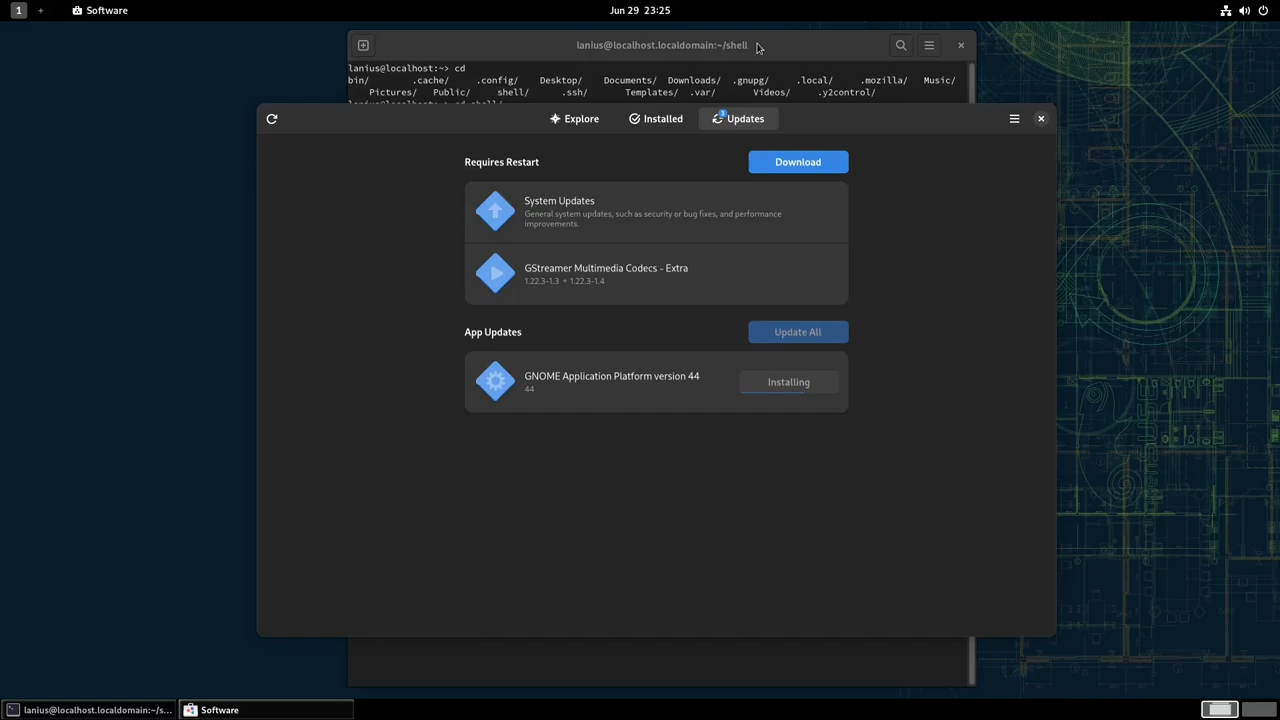 1
+
Software
Jun 29 23:25
lanius@localhost.localdomain:~/shell
lanius@localhost:~> cd
bin/ .cache/ .config/ Desktop/ Documents/ Downloads/ .gnupg/ .local/ .mozilla/ Music/
Pictures/ Public/ shell/ .ssh/ Templates/ .var/ Videos/ .y2control/
Explore
Installed
3
Updates
Requires Restart
Download
System Updates
General system updates, such as security or bug fixes, and performance
improvements.
GStreamer Multimedia Codecs - Extra
1.22.3-1.3 → 1.22.3-1.4
App Updates
Update All
GNOME Application Platform version 44
44
Installing
lanius@localhost.localdomain:~/s...
Software